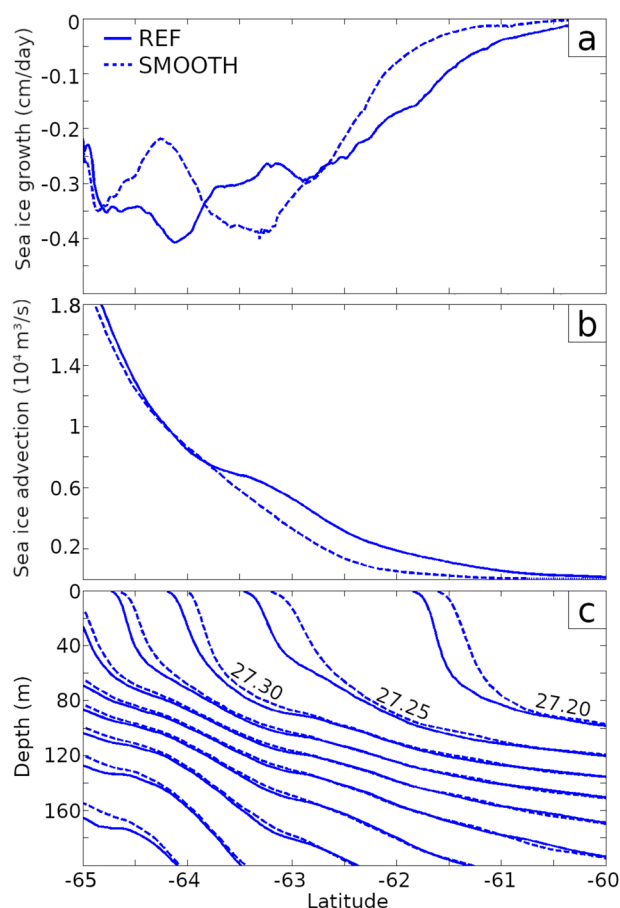 0
-0.1
-0.2
-0.3
-0.4
Sea ice growth (cm/day)
REF
SMOOTH
a
1.8
1.4
1
0.6
0.2
Sea ice advection (10⁴ m³/s)
b
0
40
80
120
160
Depth (m)
c
27.30
27.25
27.20
-65 -64 -63 -62 -61 -60
Latitude